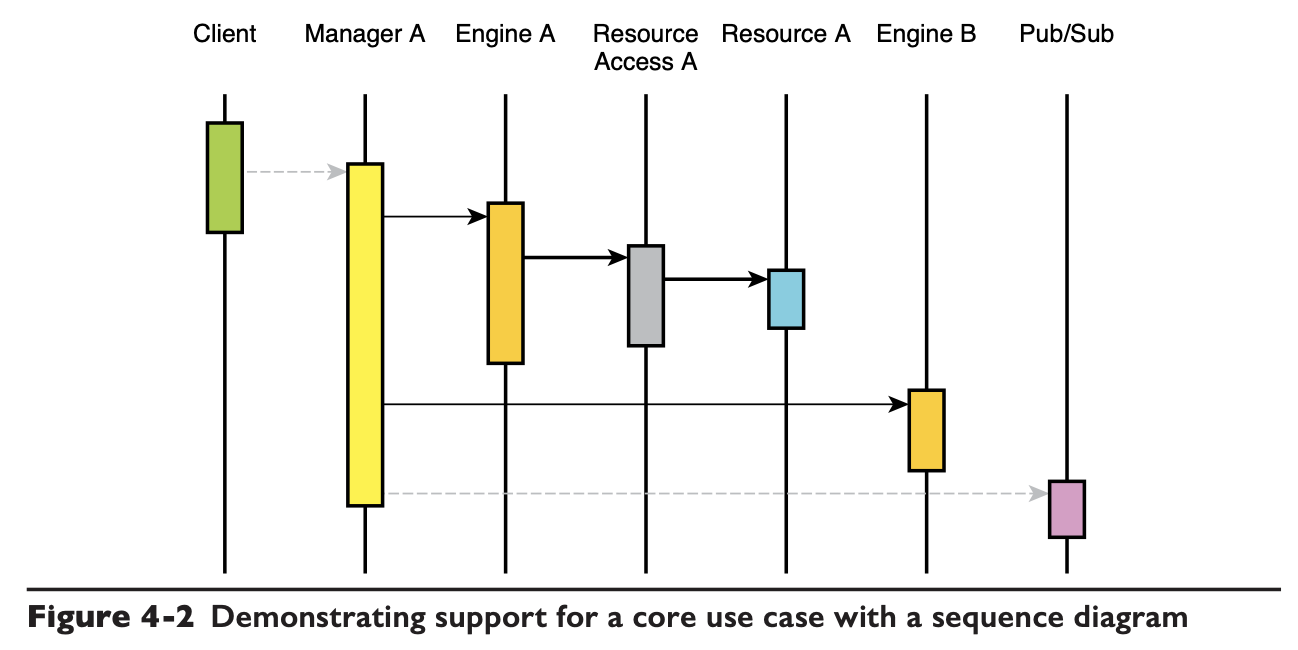 Client Manager A Engine A Resource Resource A Engine B Pub/Sub
Access A
Figure 4-2 Demonstrating support for a core use case with a sequence diagram